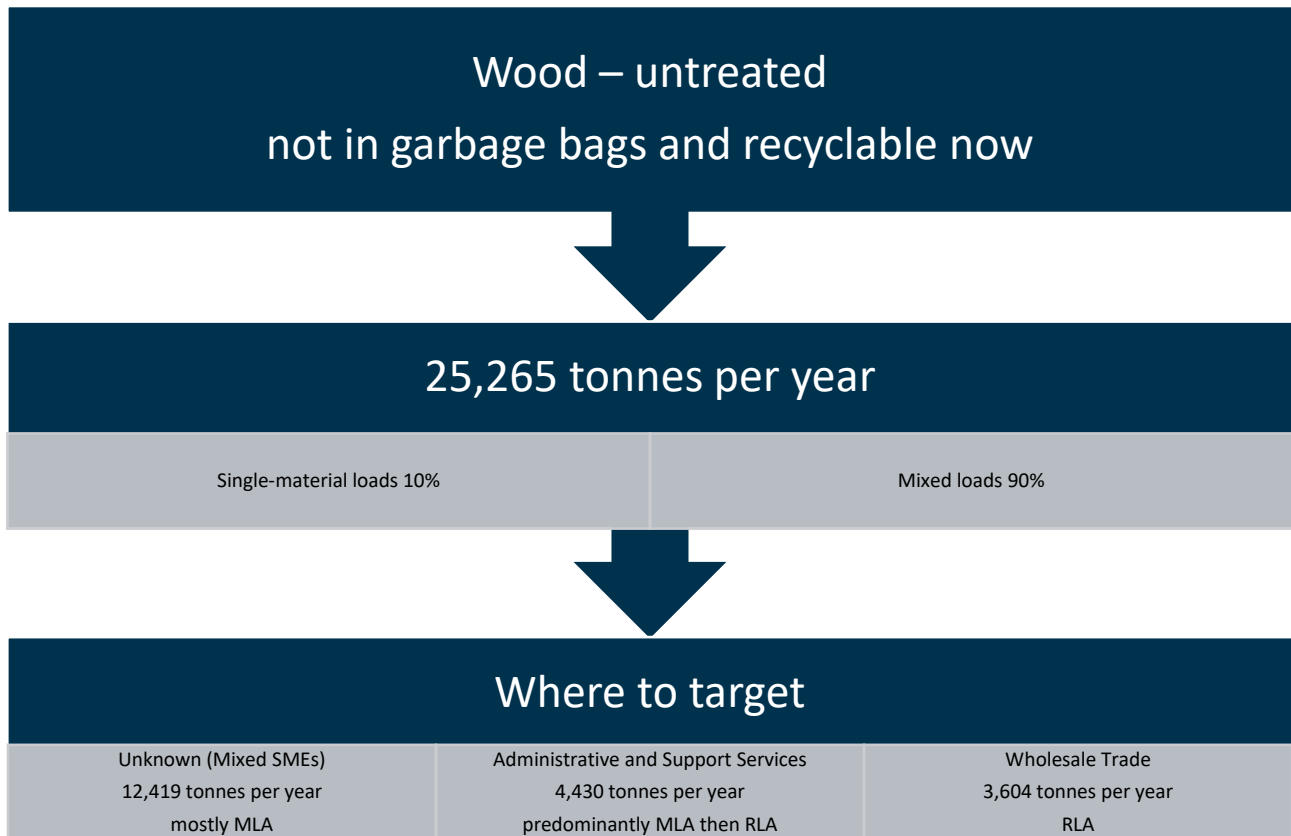 Wood – untreated
not in garbage bags and recyclable now
25,265 tonnes per year
Single-material loads 10%
Mixed loads 90%
Where to target
Unknown (Mixed SMEs)
12,419 tonnes per year
mostly MLA
Administrative and Support Services
4,430 tonnes per year
predominantly MLA then RLA
Wholesale Trade
3,604 tonnes per year
RLA